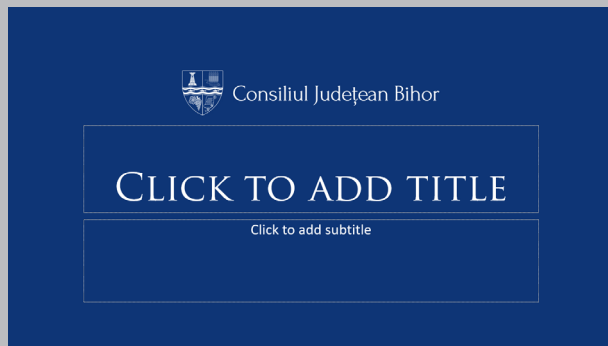 Consiliul Județean Bihor
Click to add title
Click to add subtitle